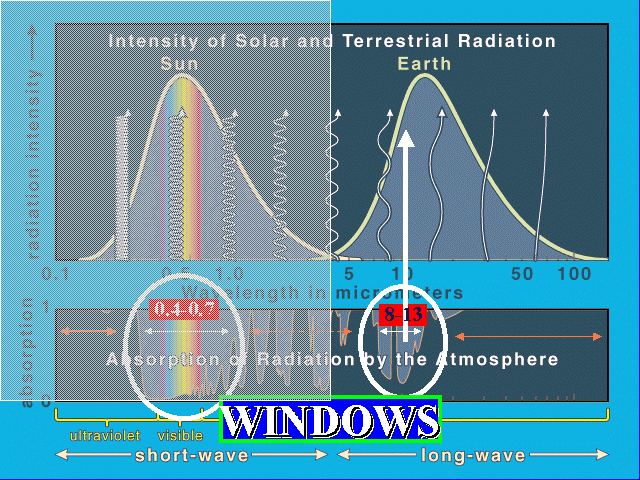 Intensity of Solar and Terrestrial Radiation
Sun
Earth
radiation intensity
0.1
0.5
1.0
5
10
50
100
Wavelength in micrometers
0.4-0.7
8-13
absorption
1
0
Absorption of Radiation by the Atmosphere
WINDOWS
ultraviolet
visible
short-wave
long-wave